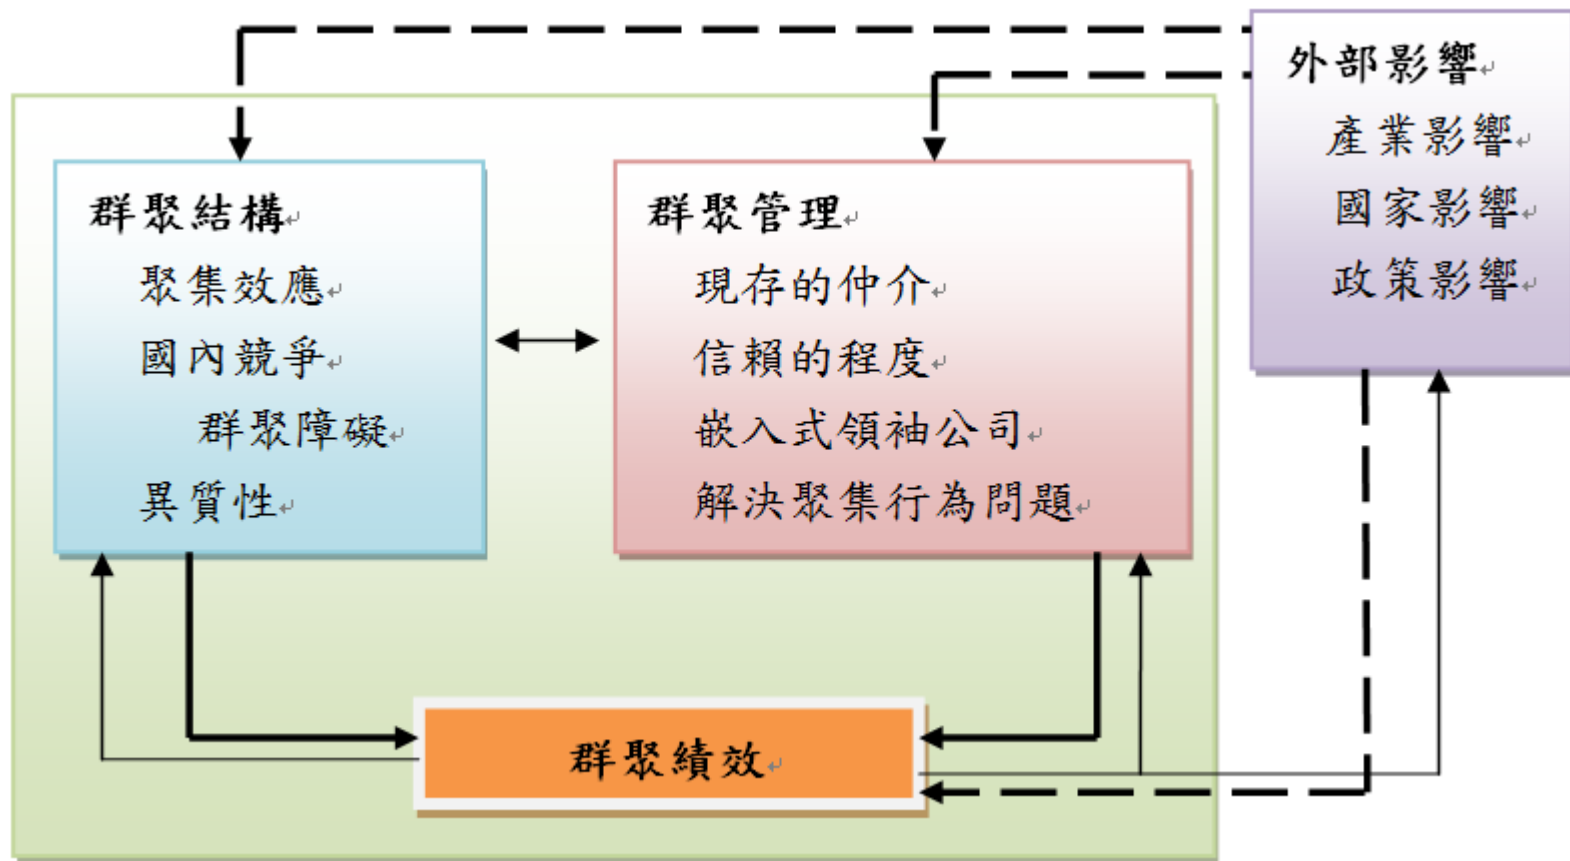 外部影響
產業影響
國家影響
政策影響
群聚結構
聚集效應
國內競爭
群聚障礙
異質性
群聚管理
現存的仲介
信賴的程度
嵌入式領袖公司
解決聚集行為問題
群聚績效